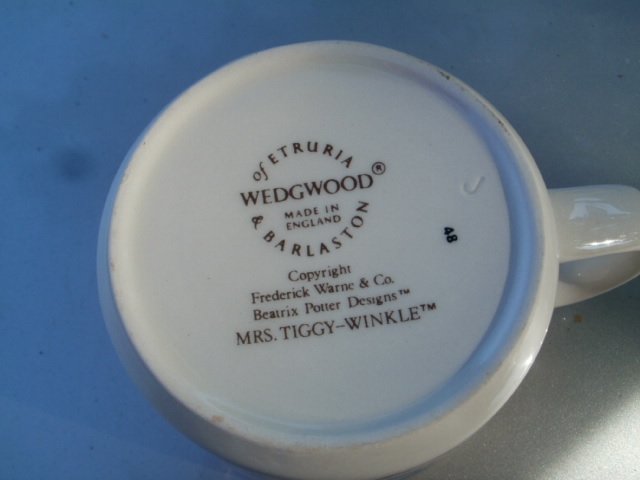 of ETRURIA
WEDGWOOD®
MADE IN
ENGLAND
& BARLASTON
Copyright
Frederick Warne & Co.
Beatrix Potter Designs™
MRS. TIGGY-WINKLE™
48